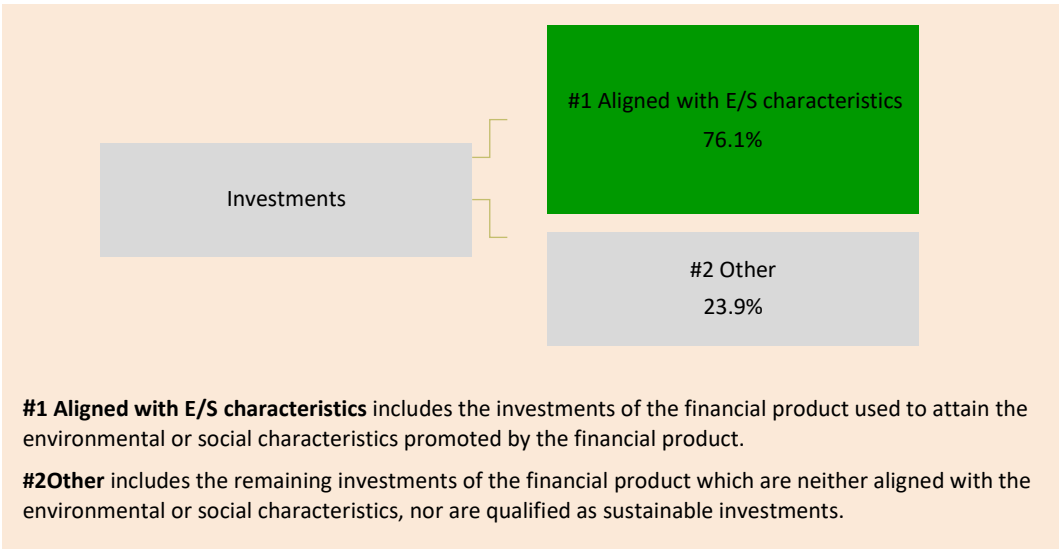 #1 Aligned with E/S characteristics
76.1%
Investments
#2 Other
23.9%
#1 Aligned with E/S characteristics includes the investments of the financial product used to attain the
environmental or social characteristics promoted by the financial product.
#2Other includes the remaining investments of the financial product which are neither aligned with the
environmental or social characteristics, nor are qualified as sustainable investments.